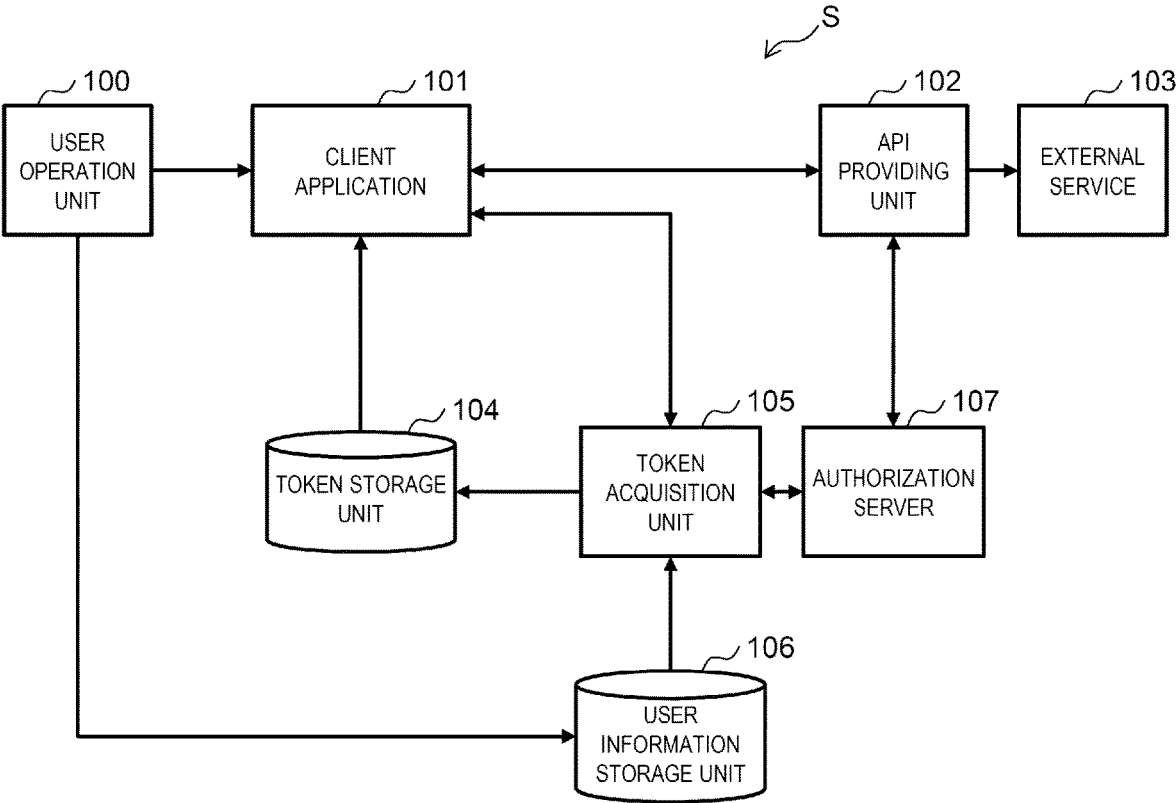 S
100
USER
OPERATION
UNIT
101
CLIENT
APPLICATION
102
API
PROVIDING
UNIT
103
EXTERNAL
SERVICE
104
TOKEN STORAGE
UNIT
105
TOKEN
ACQUISITION
UNIT
107
AUTHORIZATION
SERVER
106
USER
INFORMATION
STORAGE UNIT